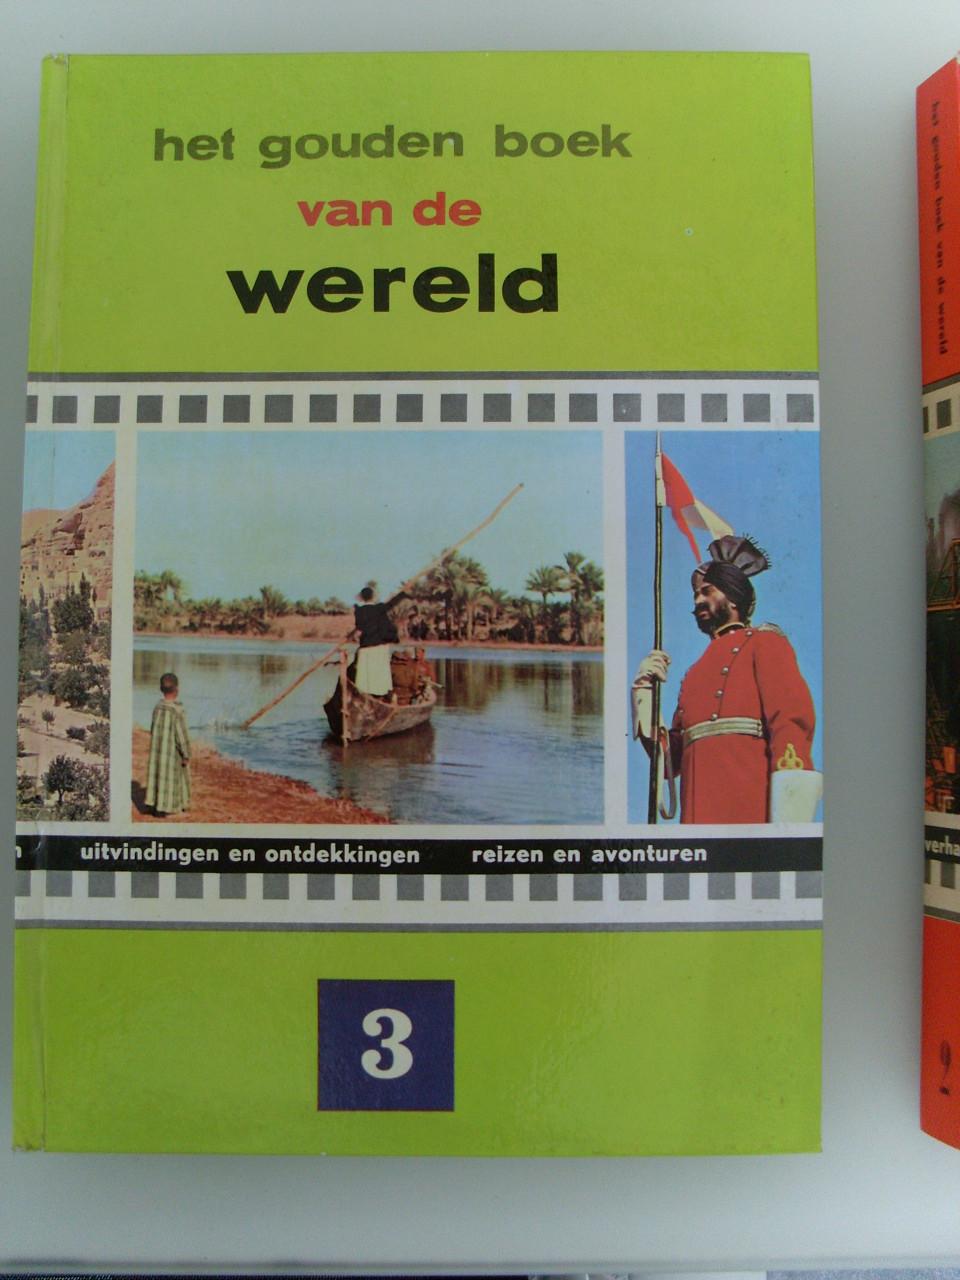 het gouden boek
van de
wereld
n uitvindingen en ontdekkingen reizen en avonturen
3
het gouden boek van de wereld
verha